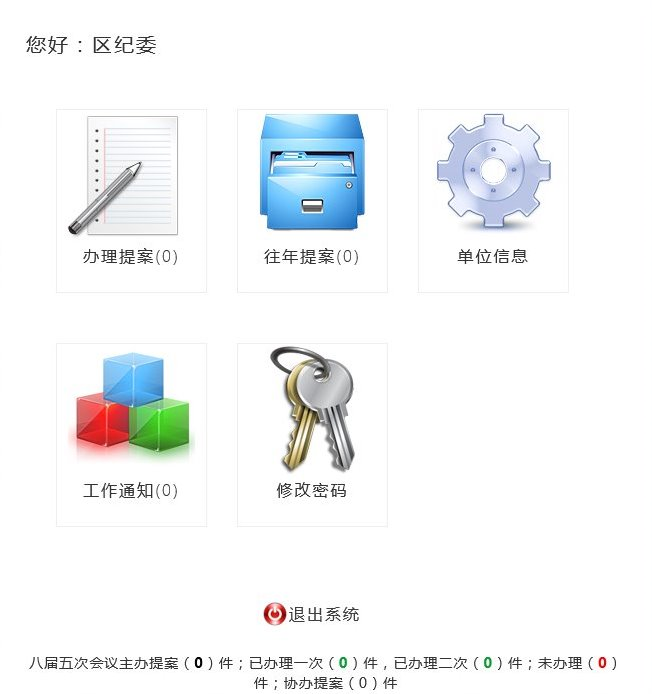 您好：区纪委
办理提案(0)
往年提案(0)
单位信息
工作通知(0)
修改密码
退出系统
八届五次会议主办提案（0）件；已办理一次（0）件，已办理二次（0）件；未办理（0）
件；协办提案（0）件